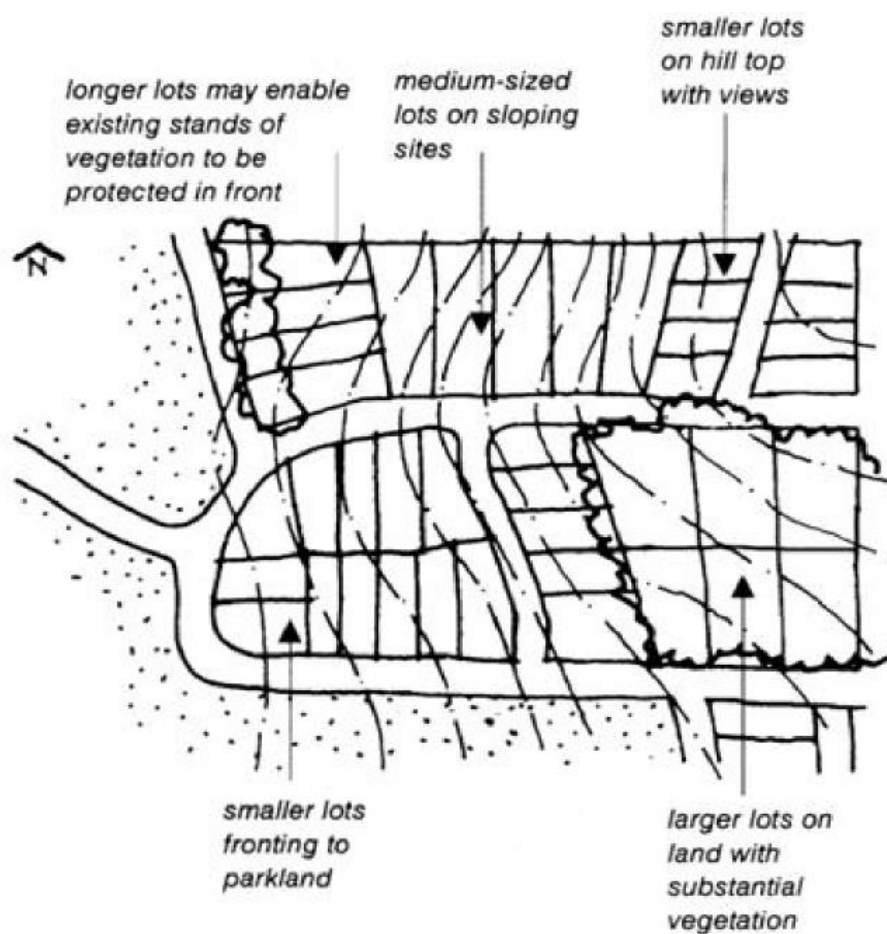 smaller lots
on hill top
with views
longer lots may enable
existing stands of
vegetation to be
protected in front
medium-sized
lots on sloping
sites
N
smaller lots
fronting to
parkland
larger lots on
land with
substantial
vegetation